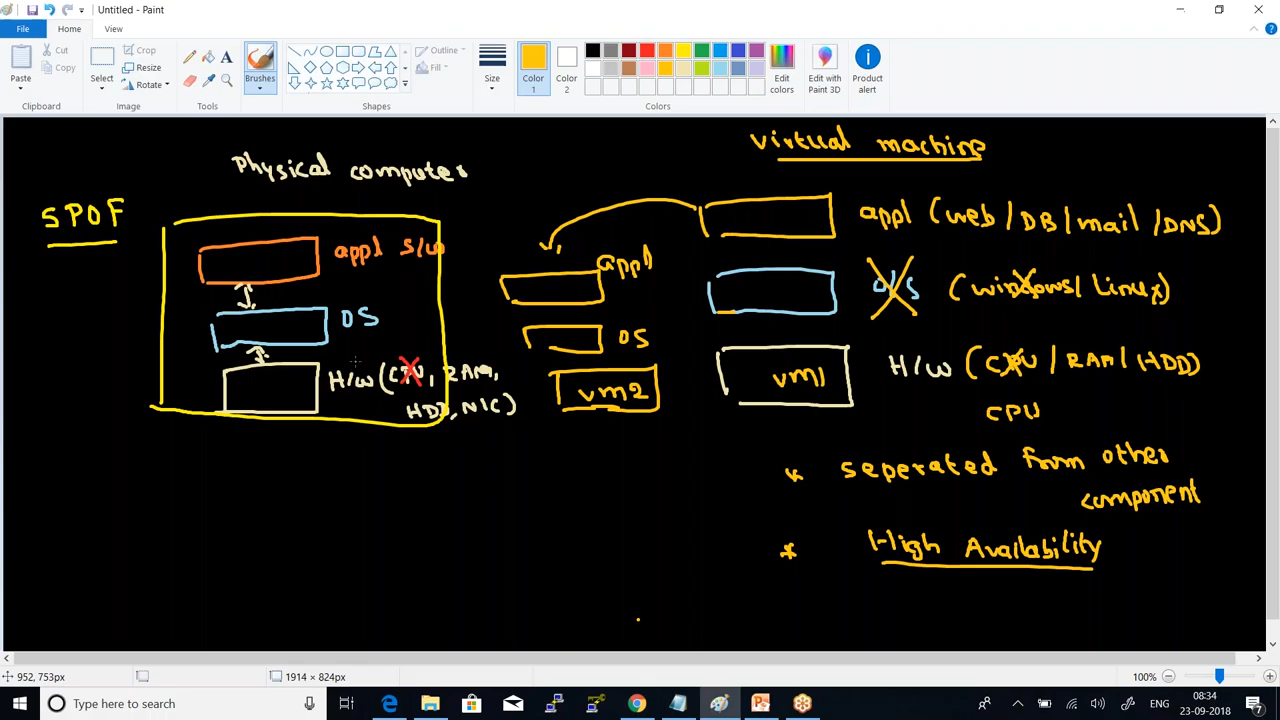 Untitled - Paint
File
Home
View
Paste
Cut
Copy
Clipboard
Select
Crop
Resize
Rotate
Image
Tools
Brushes
Outline
Fill
Shapes
Size
Color 1
Color 2
Edit colors
Colors
Edit with Paint 3D
Product alert
virtual machine
physical computer
SPOF
appl s/w
OS
H/w (CPU, RAM,
HDD, NIC)
appl
OS
vm2
appl (web/DB/mail/DNS)
O/S (windows/Linux)
vm1
H/w (CPU/RAM/HDD)
CPU
* seperated from other
component
* High Availability
952, 753px
1914 × 824px
100%
Type here to search
ENG
08:34
23-09-2018
7